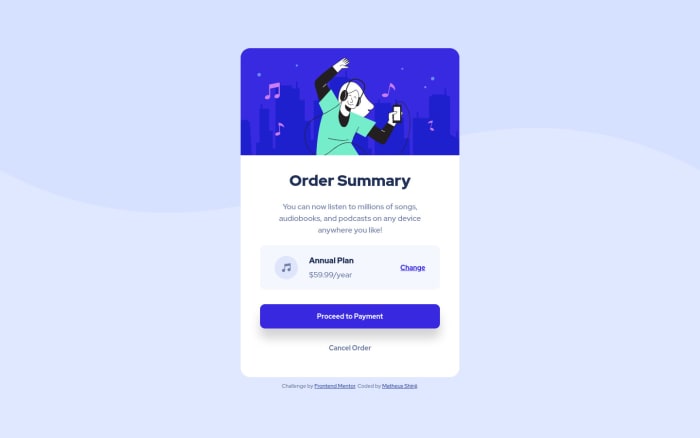 Order Summary
You can now listen to millions of songs,
audiobooks, and podcasts on any device
anywhere you like!
Annual Plan
$59.99/year
Change
Proceed to Payment
Cancel Order
Challenge by Frontend Mentor. Coded by Matheus Shinji.